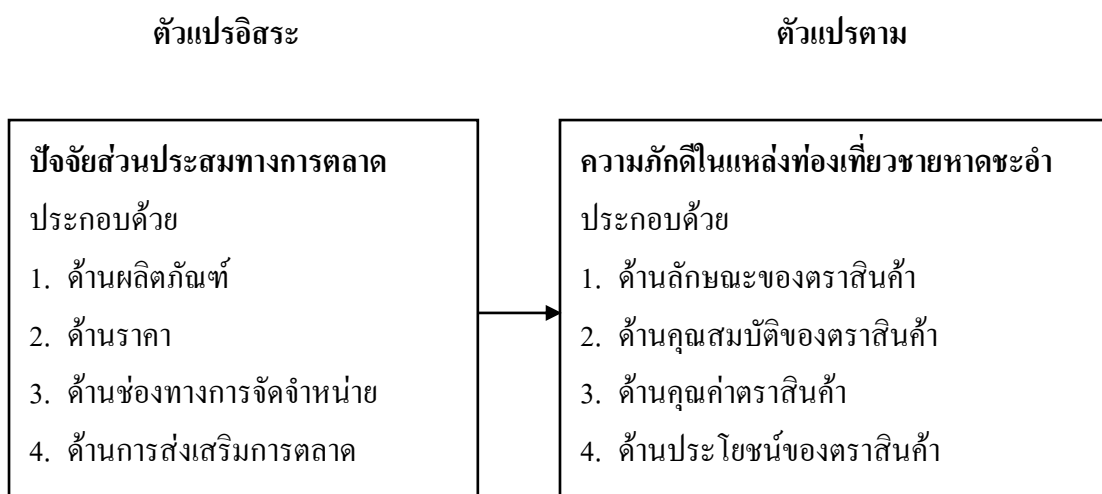 ตัวแปรอิสระ
ตัวแปรตาม
ปัจจัยส่วนประสมทางการตลาด
ประกอบด้วย
1. ด้านผลิตภัณฑ์
2. ด้านราคา
3. ด้านช่องทางการจัดจำหน่าย
4. ด้านการส่งเสริมการตลาด
ความภักดีในแหล่งท่องเที่ยวชายหาดชะอำ
ประกอบด้วย
1. ด้านลักษณะของตราสินค้า
2. ด้านคุณสมบัติของตราสินค้า
3. ด้านคุณค่าตราสินค้า
4. ด้านประโยชน์ของตราสินค้า